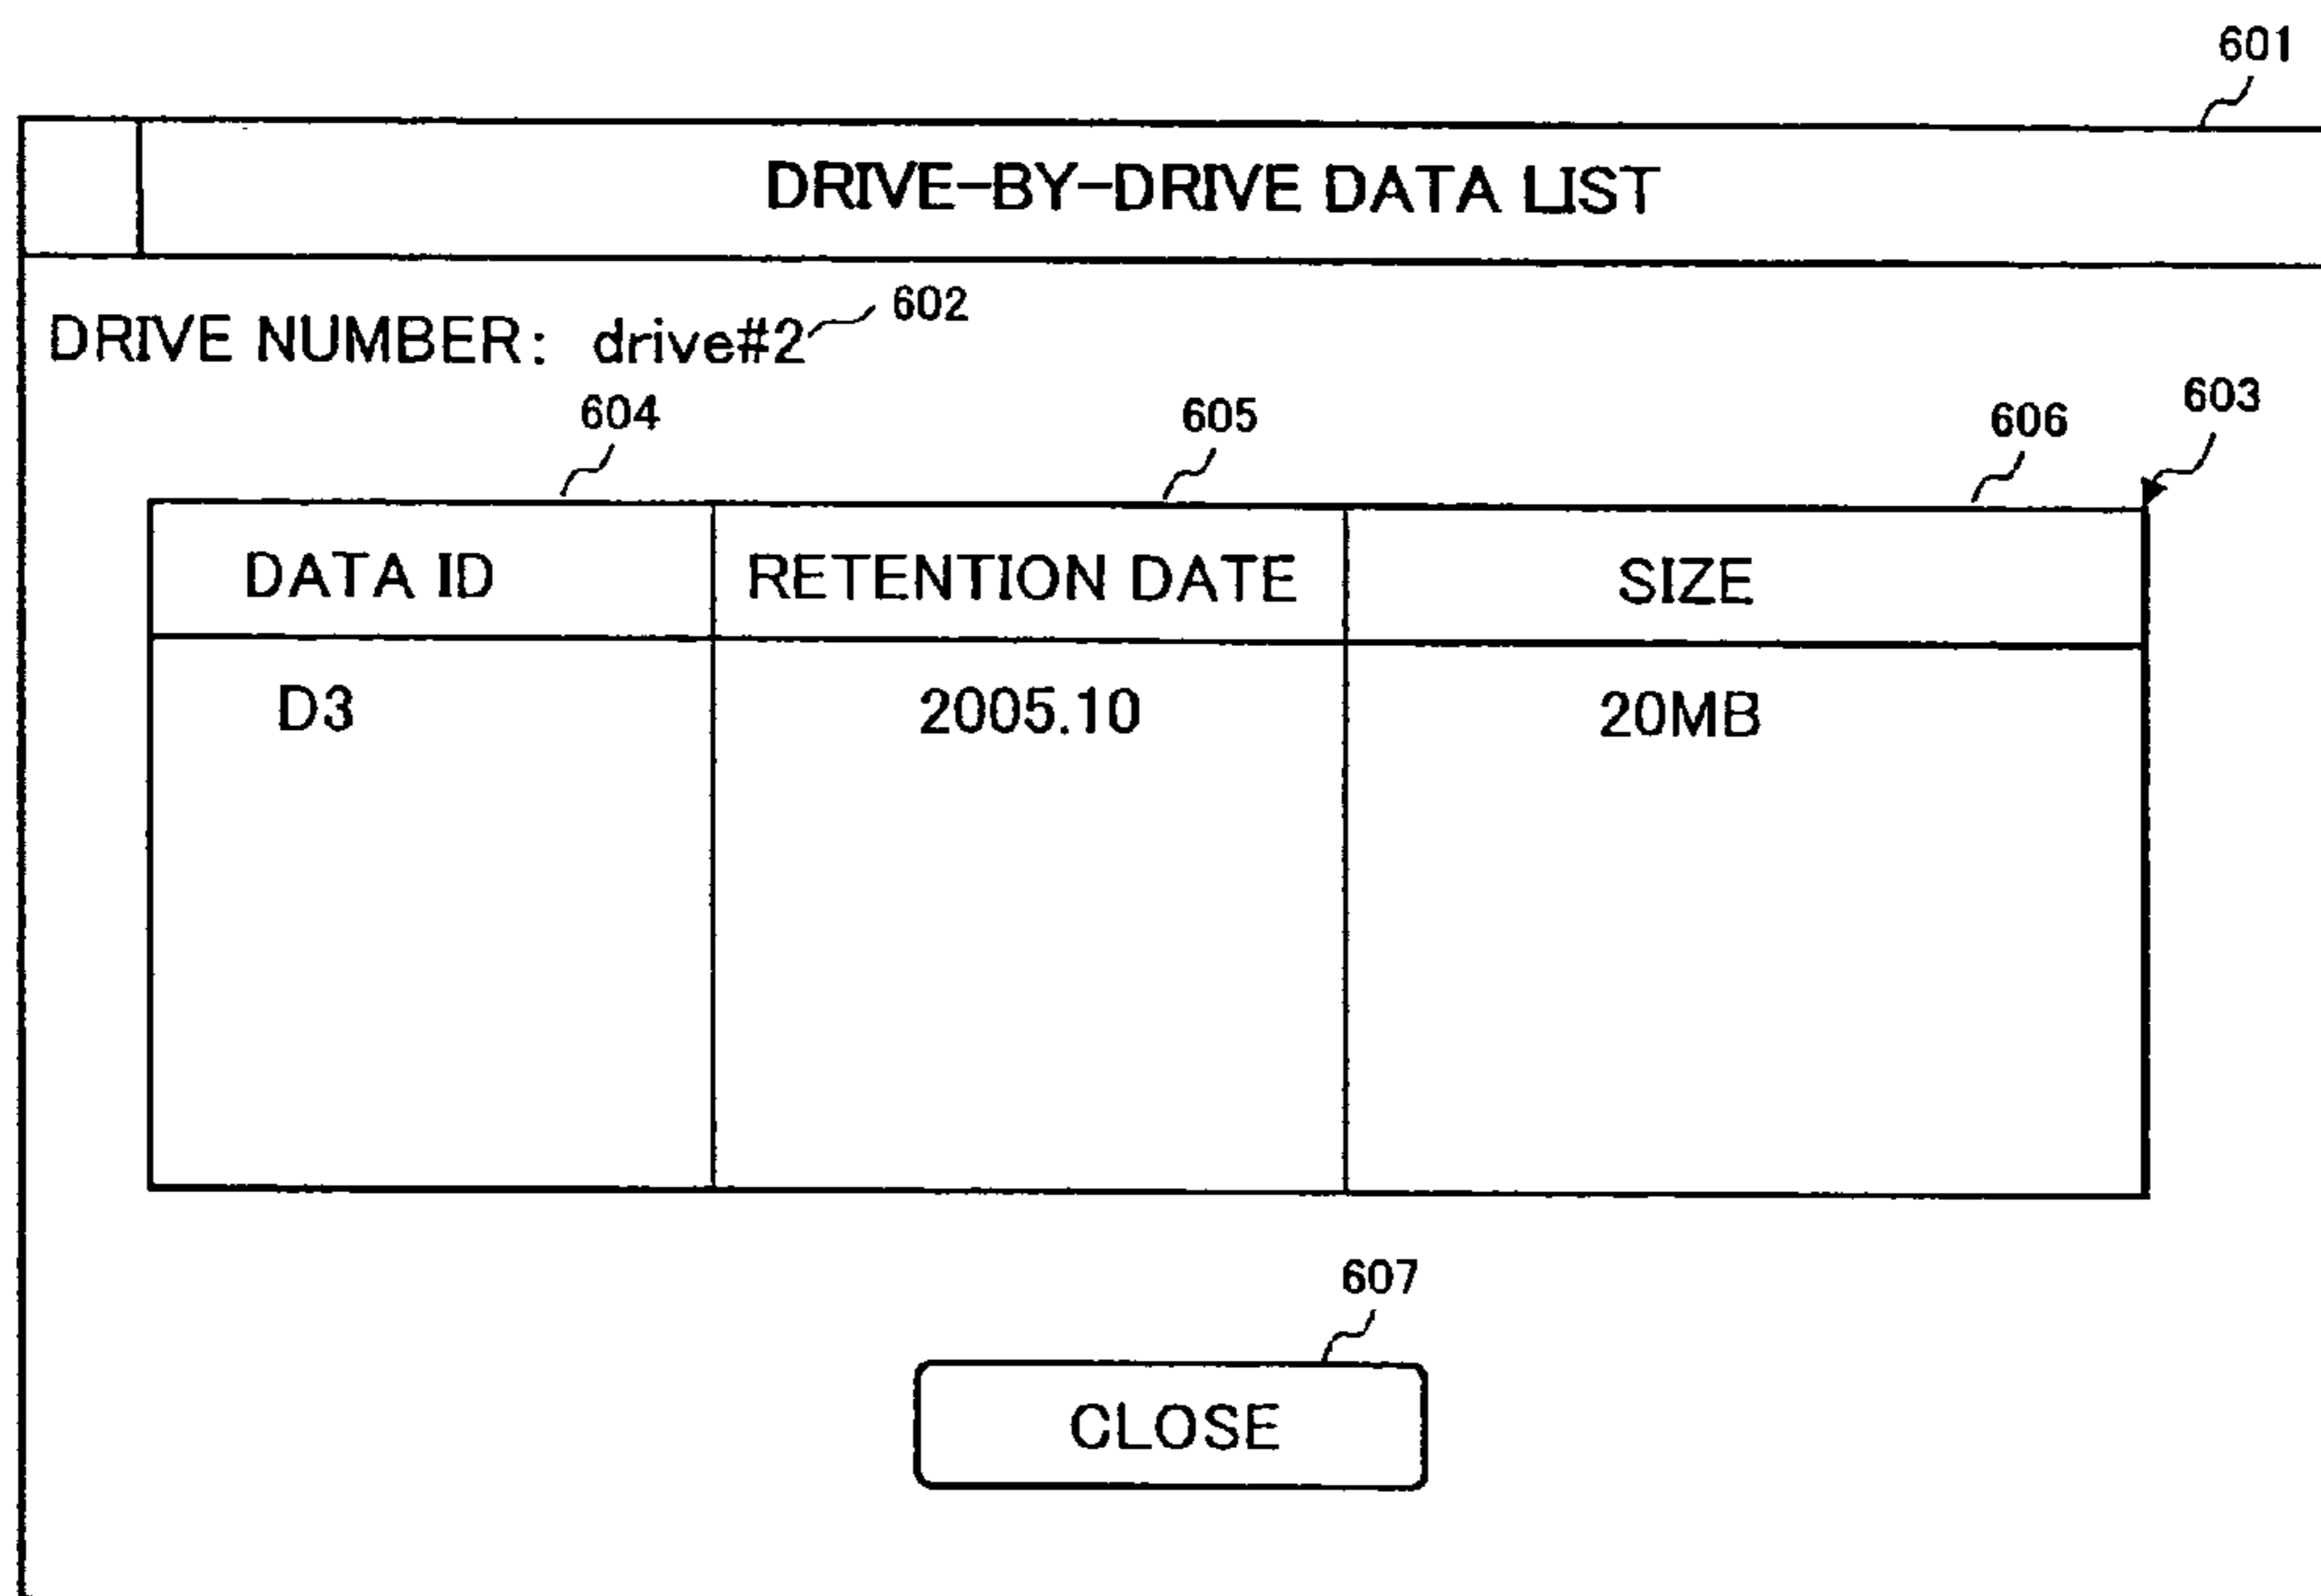 601
DRIVE-BY-DRIVE DATA LIST
DRIVE NUMBER: drive#2 602
604 605 606 603
DATA ID RETENTION DATE SIZE
D3 2005.10 20MB
607
CLOSE